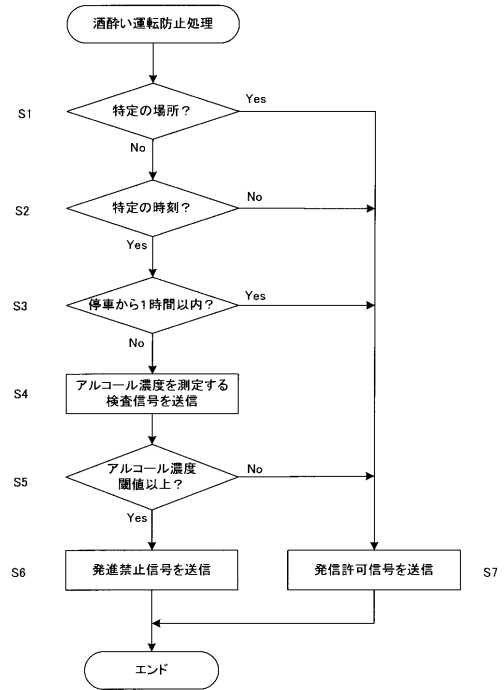 酒酔い運転防止処理
S1
特定の場所?
Yes
No
S2
特定の時刻?
No
Yes
S3
停車から1時間以内?
Yes
No
S4
アルコール濃度を測定する
検査信号を送信
S5
アルコール濃度
閾値以上?
No
Yes
S6
発進禁止信号を送信
発信許可信号を送信
S7
エンド